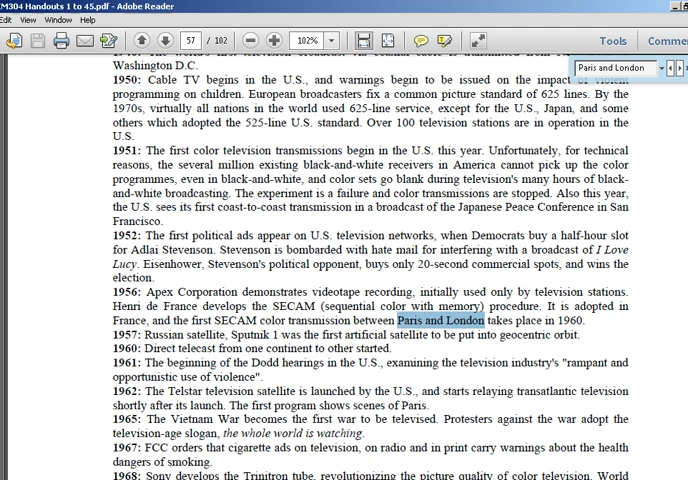 M304 Handouts 1 to 45.pdf - Adobe Reader
View Window Help
57 / 102
102%
Tools
Comme
Paris and London
Washington D.C.
1950: Cable TV begins in the U.S., and warnings begin to be issued on the impact of violent
programming on children. European broadcasters fix a common picture standard of 625 lines. By the
1970s, virtually all nations in the world used 625-line service, except for the U.S., Japan, and some
others which adopted the 525-line U.S. standard. Over 100 television stations are in operation in the
U.S.
1951: The first color television transmissions begin in the U.S. this year. Unfortunately, for technical
reasons, the several million existing black-and-white receivers in America cannot pick up the color
programmes, even in black-and-white, and color sets go blank during television's many hours of black-
and-white broadcasting. The experiment is a failure and color transmissions are stopped. Also this year,
the U.S. sees its first coast-to-coast transmission in a broadcast of the Japanese Peace Conference in San
Francisco.
1952: The first political ads appear on U.S. television networks, when Democrats buy a half-hour slot
for Adlai Stevenson. Stevenson is bombarded with hate mail for interfering with a broadcast of I Love
Lucy. Eisenhower, Stevenson's political opponent, buys only 20-second commercial spots, and wins the
election.
1956: Apex Corporation demonstrates videotape recording, initially used only by television stations.
Henri de France develops the SECAM (sequential color with memory) procedure. It is adopted in
France, and the first SECAM color transmission between Paris and London takes place in 1960.
1957: Russian satellite, Sputnik 1 was the first artificial satellite to be put into geocentric orbit.
1960: Direct telecast from one continent to other started.
1961: The beginning of the Dodd hearings in the U.S., examining the television industry's "rampant and
opportunistic use of violence".
1962: The Telstar television satellite is launched by the U.S., and starts relaying transatlantic television
shortly after its launch. The first program shows scenes of Paris.
1965: The Vietnam War becomes the first war to be televised. Protesters against the war adopt the
television-age slogan, the whole world is watching.
1967: FCC orders that cigarette ads on television, on radio and in print carry warnings about the health
dangers of smoking.
1968: Sony develops the Trinitron tube, revolutionizing the picture quality of color television. World